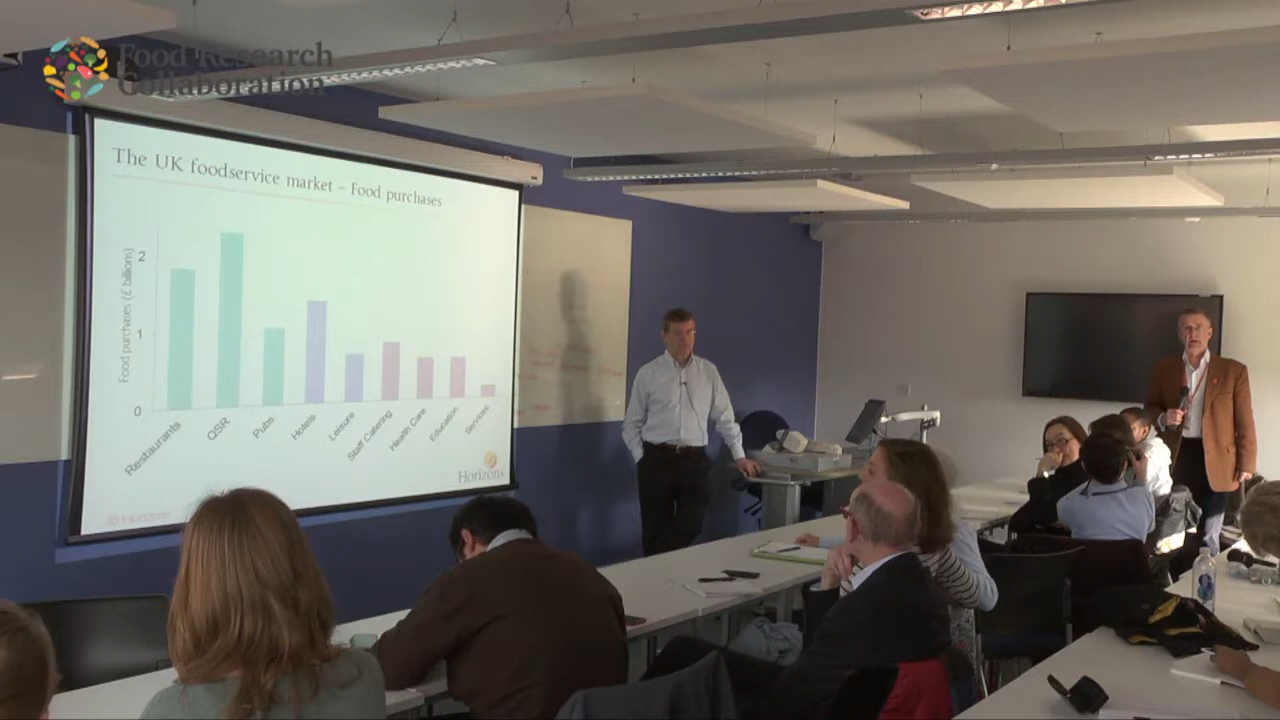 Food Research
Collaboration
The UK foodservice market – Food purchases
Food purchases (£ billions)
2
1
0
Restaurants
QSR
Pubs
Hotels
Leisure
Staff Catering
Health Care
Education
Services
Horizons